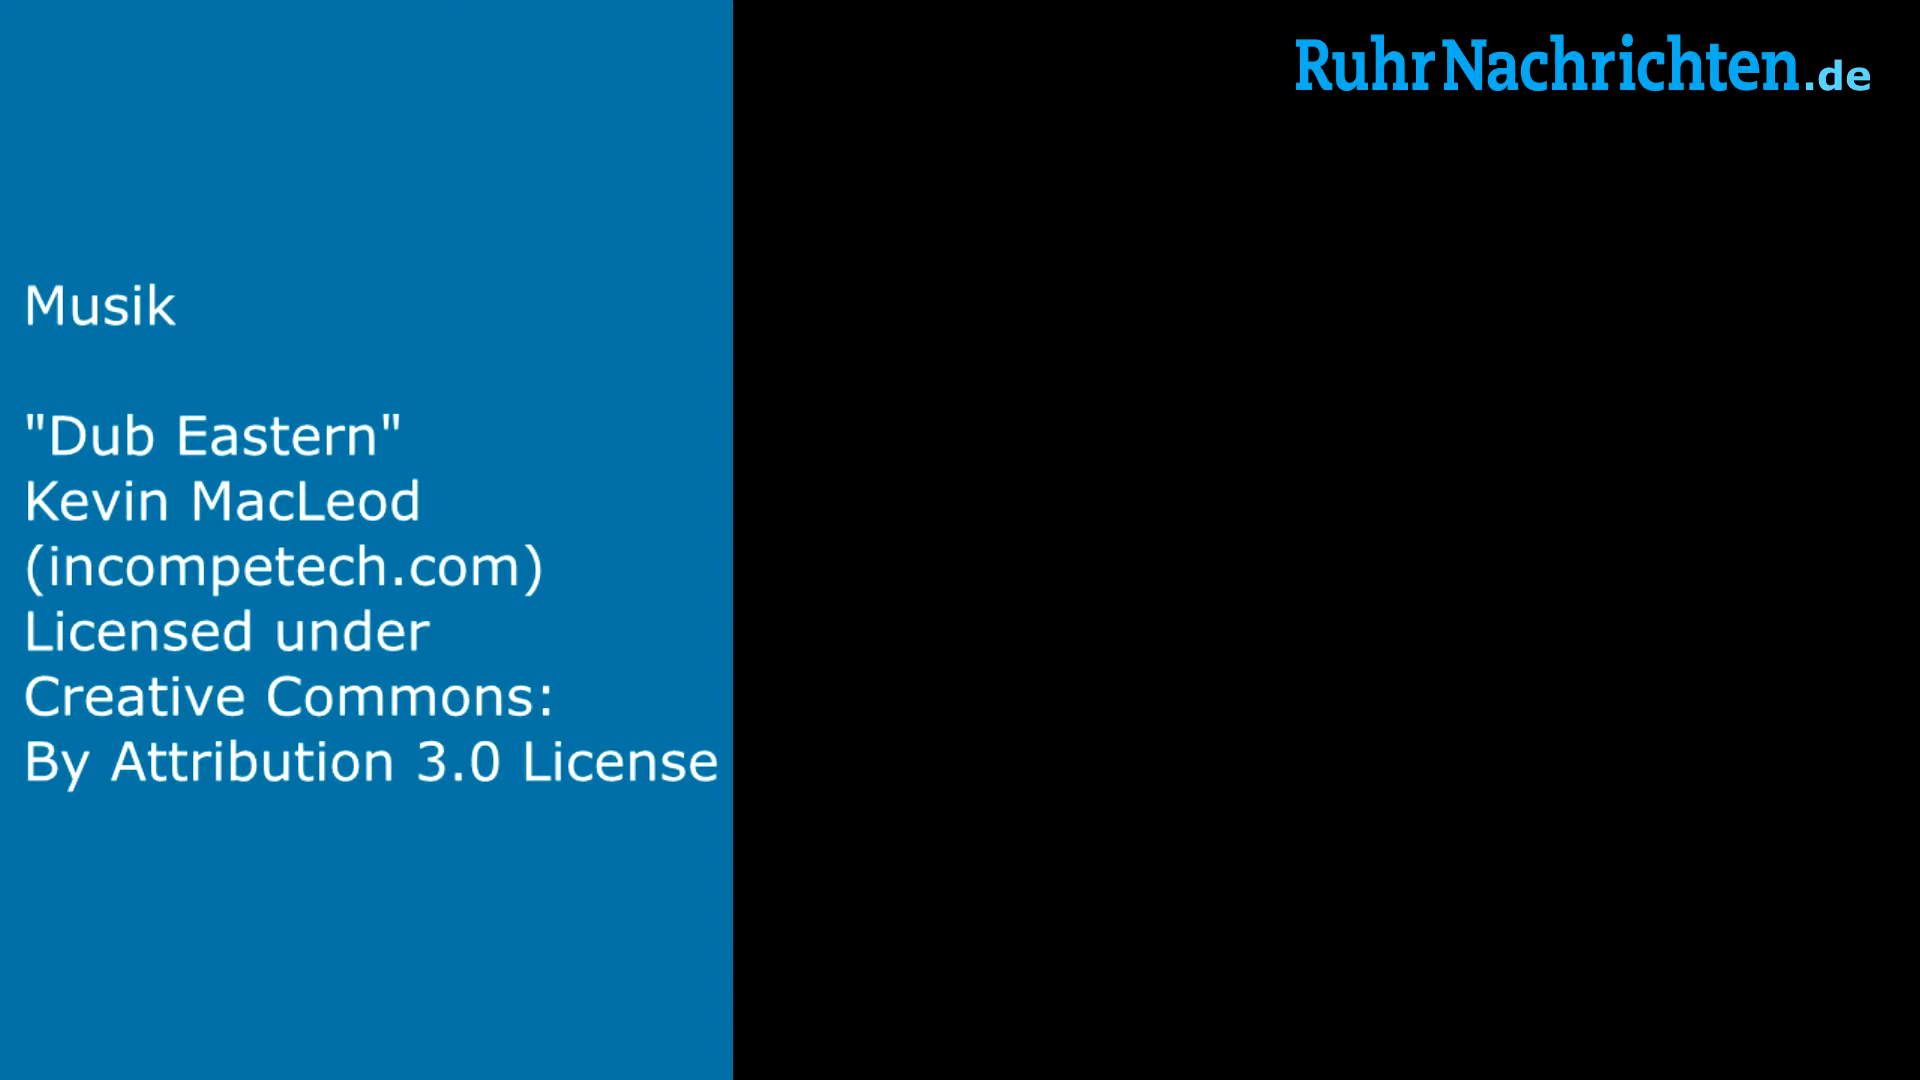 RuhrNachrichten.de
Musik
"Dub Eastern"
Kevin MacLeod
(incompetech.com)
Licensed under
Creative Commons:
By Attribution 3.0 License